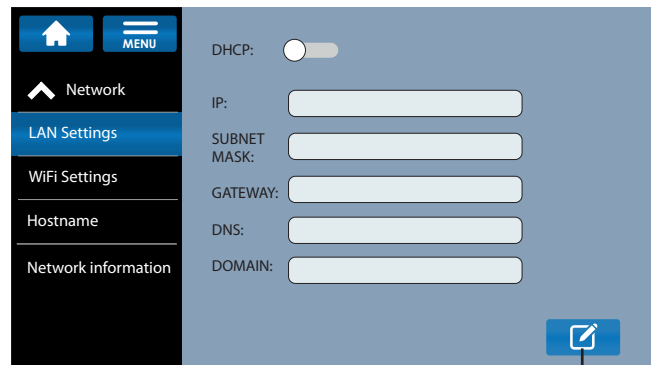 MENU
Network
LAN Settings
WiFi Settings
Hostname
Network information
DHCP:
IP:
SUBNET
MASK:
GATEWAY:
DNS:
DOMAIN: